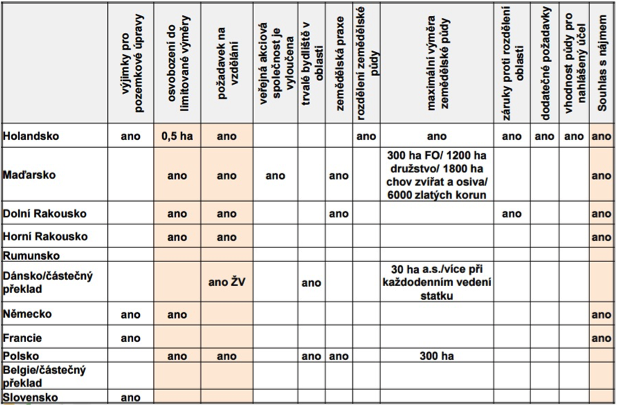 výjimky pro pozemkové úpravy
osvobození do limitované výměry
požadavek na vzdělání
veřejná akciová společnost je vyloučena
trvalé bydliště v oblasti
zemědělská praxe
rozdělení zemědělské půdy
maximální výměra zemědělské půdy
záruky proti rozdělení oblasti
dodatečné požadavky
vhodnost půdy pro nahlášený účel
Souhlas s nájmem
Holandsko ano 0,5 ha ano ano ano ano ano ano ano
Maďarsko ano ano ano ano 300 ha FO/ 1200 ha družstvo/ 1800 ha chov zvířat a osiva/ 6000 zlatých korun ano
Dolní Rakousko ano ano ano ano ano
Horní Rakousko ano ano ano
Rumunsko
Dánsko/částečný překlad ano ŽV ano 30 ha a.s./více při každodenním vedení statku
Německo ano ano ano
Francie ano ano
Polsko ano ano ano ano 300 ha
Belgie/částečný překlad
Slovensko ano